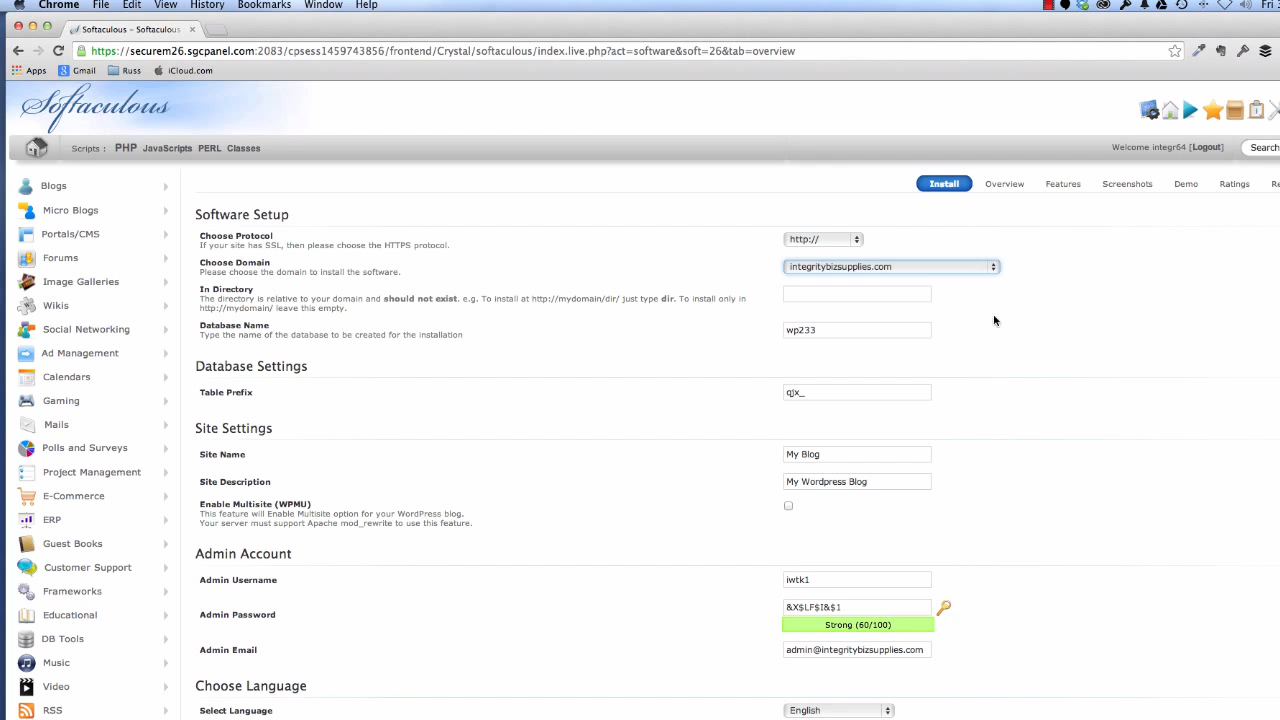 Chrome File Edit View History Bookmarks Window Help
Softaculous – Softaculous
https://securem26.sgcpanel.com:2083/cpsess1459743856/frontend/Crystal/softaculous/index.live.php?act=software&soft=26&tab=overview
Apps Gmail Russ iCloud.com
Softaculous
Scripts : PHP JavaScripts PERL Classes
Welcome integr64 [Logout] Search
Install Overview Features Screenshots Demo Ratings
Blogs
Micro Blogs
Portals/CMS
Forums
Image Galleries
Wikis
Social Networking
Ad Management
Calendars
Gaming
Mails
Polls and Surveys
Project Management
E-Commerce
ERP
Guest Books
Customer Support
Frameworks
Educational
DB Tools
Music
Video
RSS
Software Setup
Choose Protocol
If your site has SSL, then please choose the HTTPS protocol.
http://
Choose Domain
Please choose the domain to install the software.
integritybizsupplies.com
In Directory
The directory is relative to your domain and should not exist. e.g. To install at http://mydomain/dir/ just type dir. To install only in
http://mydomain/ leave this empty.
Database Name
Type the name of the database to be created for the installation
wp233
Database Settings
Table Prefix
qjx_
Site Settings
Site Name
My Blog
Site Description
My Wordpress Blog
Enable Multisite (WPMU)
This feature will Enable Multisite option for your WordPress blog.
Your server must support Apache mod_rewrite to use this feature.
Admin Account
Admin Username
iwtk1
Admin Password
&X$LF$I&$1
Strong (60/100)
Admin Email
admin@integritybizsupplies.com
Choose Language
Select Language
English